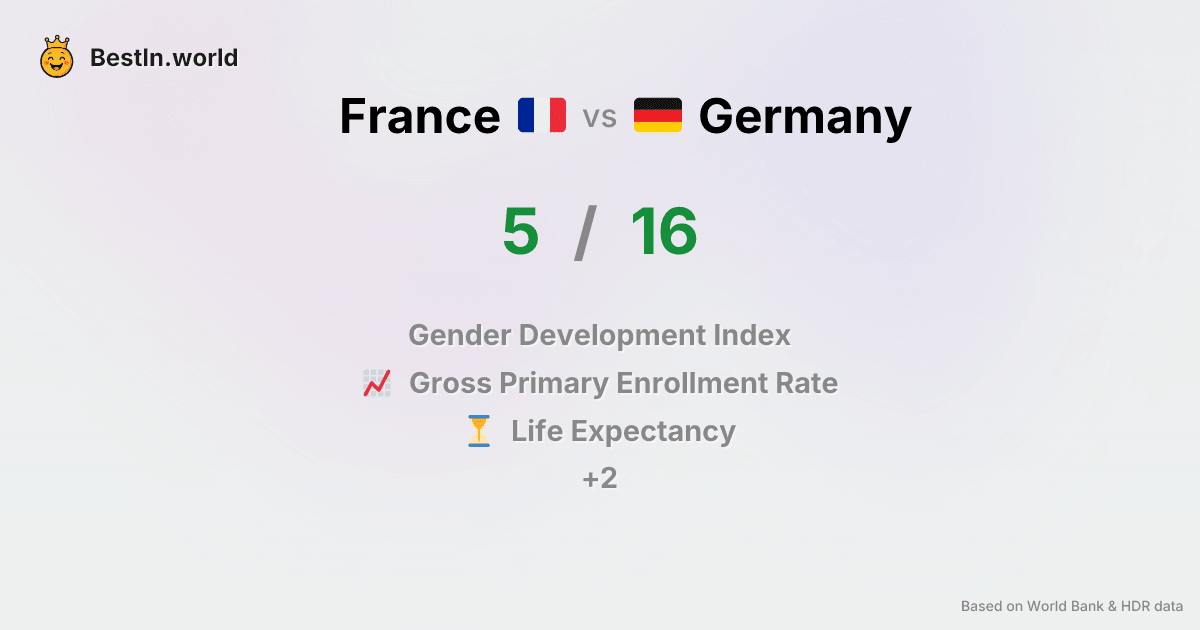 BestIn.world
France vs Germany
5 / 16
Gender Development Index
Gross Primary Enrollment Rate
Life Expectancy
+2
Based on World Bank & HDR data